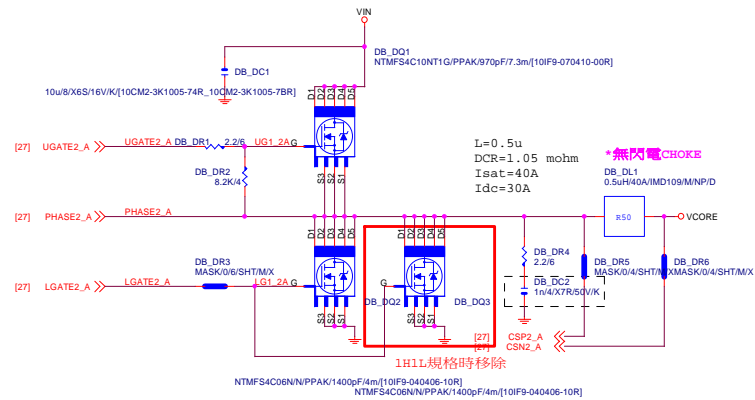 VIN
DB_DQ1
NTMFS4C10NT1G/PPAK/970pF/7.3m/[10IF9-070410-00R]
DB_DC1
10u/8/X6S/16V/K/[10CM2-3K1005-74R_10CM2-3K1005-7BR]
D1 D2 D3 D4 D5
[27] UGATE2_A UGATE2_A DB_DR1 2.2/6 UG1_2A G
S3 S2 S1
DB_DR2
8.2K/4
L=0.5u
DCR=1.05 mohm
Isat=40A
Idc=30A
*無閃電CHOKE
DB_DL1
0.5uH/40A/IMD109/M/NP/D
R50
VCORE
[27] PHASE2_A PHASE2_A
D1 D2 D3 D4 D5
D1 D2 D3 D4 D5
DB_DR3
MASK/0/6/SHT/M/X
[27] LGATE2_A LGATE2_A LG1_2A G
G
DB_DQ2
DB_DQ3
S3 S2 S1
S3 S2 S1
DB_DR4
2.2/6
DB_DC2
1n/4/X7R/50V/K
DB_DR5
MASK/0/4/SHT/M/X
DB_DR6
MASK/0/4/SHT/M/X
[27] CSP2_A
[27] CSN2_A
1H1L規格時移除
NTMFS4C06N/N/PPAK/1400pF/4m/[10IF9-040406-10R]
NTMFS4C06N/N/PPAK/1400pF/4m/[10IF9-040406-10R]